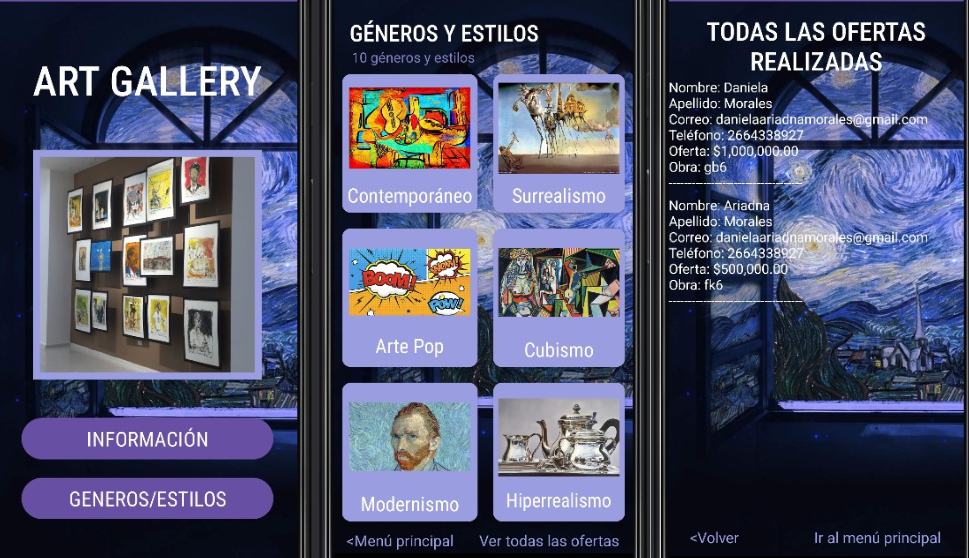 ART GALLERY
INFORMACIÓN
GENEROS/ESTILOS
GÉNEROS Y ESTILOS
10 géneros y estilos
Contemporáneo
Surrealismo
BOOM!
WOW!
POW!
Arte Pop
Cubismo
Modernismo
Hiperrealismo
<Menú principal
Ver todas las ofertas
TODAS LAS OFERTAS
REALIZADAS
Nombre: Daniela
Apellido: Morales
Correo: danielaariadnamorales@gmail.com
Teléfono: 2664338927
Oferta: $1,000,000.00
Obra: gb6
------------------------------
Nombre: Ariadna
Apellido: Morales
Correo: danielaariadnamorales@gmail.com
Teléfono: 2664338927
Oferta: $500,000.00
Obra: fk6
------------------------------
<Volver
Ir al menú principal